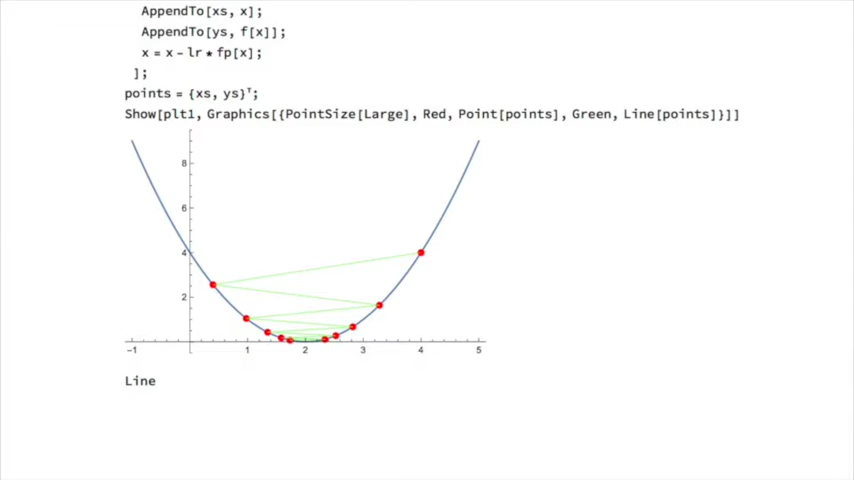 AppendTo[xs, x];
AppendTo[ys, f[x]];
x = x - lr * fp[x];
];
points = {xs, ys}ᵀ;
Show[plt1, Graphics[{PointSize[Large], Red, Point[points], Green, Line[points]}]]
8
6
4
2
-1 1 2 3 4 5
Line